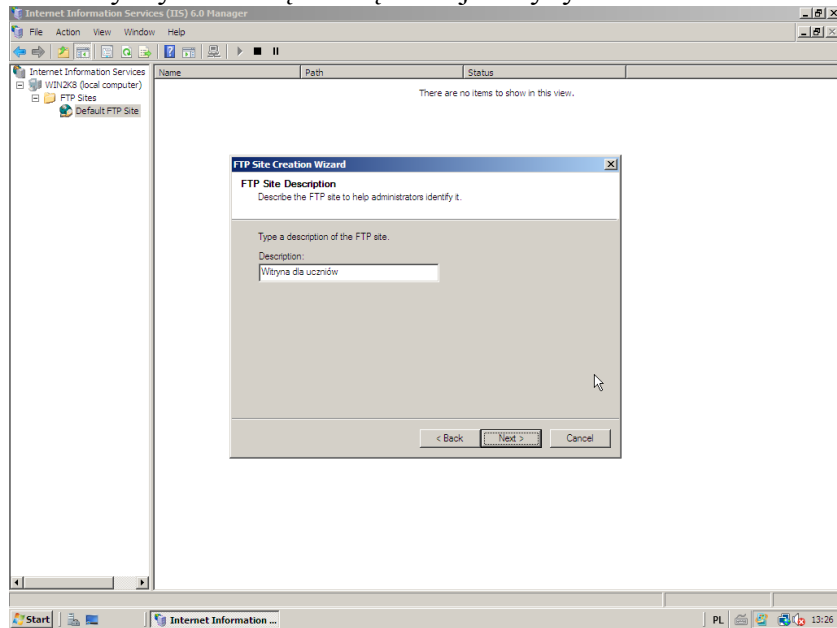 Internet Information Services (IIS) 6.0 Manager
File Action View Window Help
Internet Information Services
WIN2K8 (local computer)
FTP Sites
Default FTP Site
Name Path Status
There are no items to show in this view.
FTP Site Creation Wizard
FTP Site Description
Describe the FTP site to help administrators identify it.
Type a description of the FTP site.
Description:
Witryna dla uczniów
< Back Next > Cancel
Start Internet Information ... PL 13:26